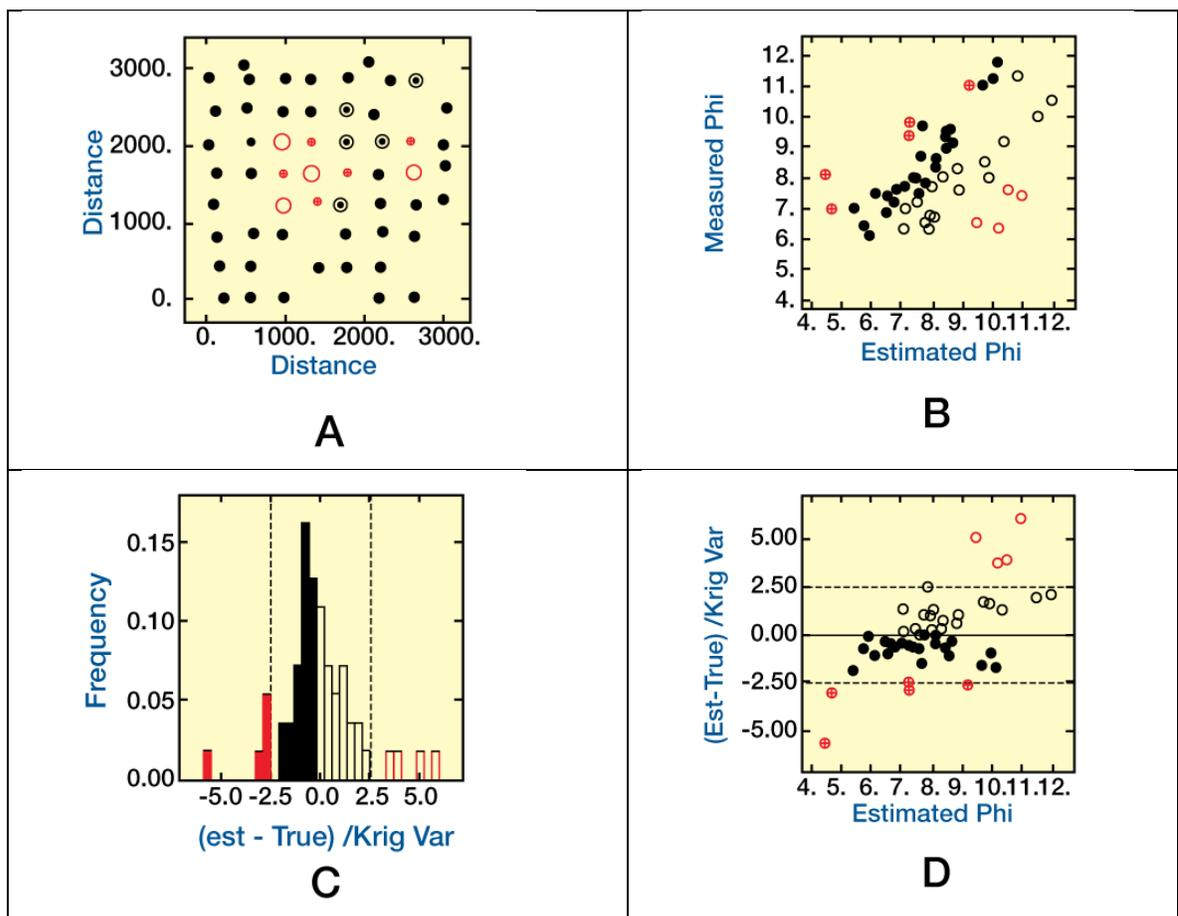 3000.
2000.
1000.
0.
Distance
0. 1000. 2000. 3000.
Distance
A
12.
11.
10.
9.
8.
7.
6.
5.
4.
Measured Phi
4. 5. 6. 7. 8. 9. 10.11.12.
Estimated Phi
B
0.15
0.10
0.05
0.00
Frequency
-5.0 -2.5 0.0 2.5 5.0
(est - True) /Krig Var
C
5.00
2.50
0.00
-2.50
-5.00
(Est-True) /Krig Var
4. 5. 6. 7. 8. 9. 10.11.12.
Estimated Phi
D